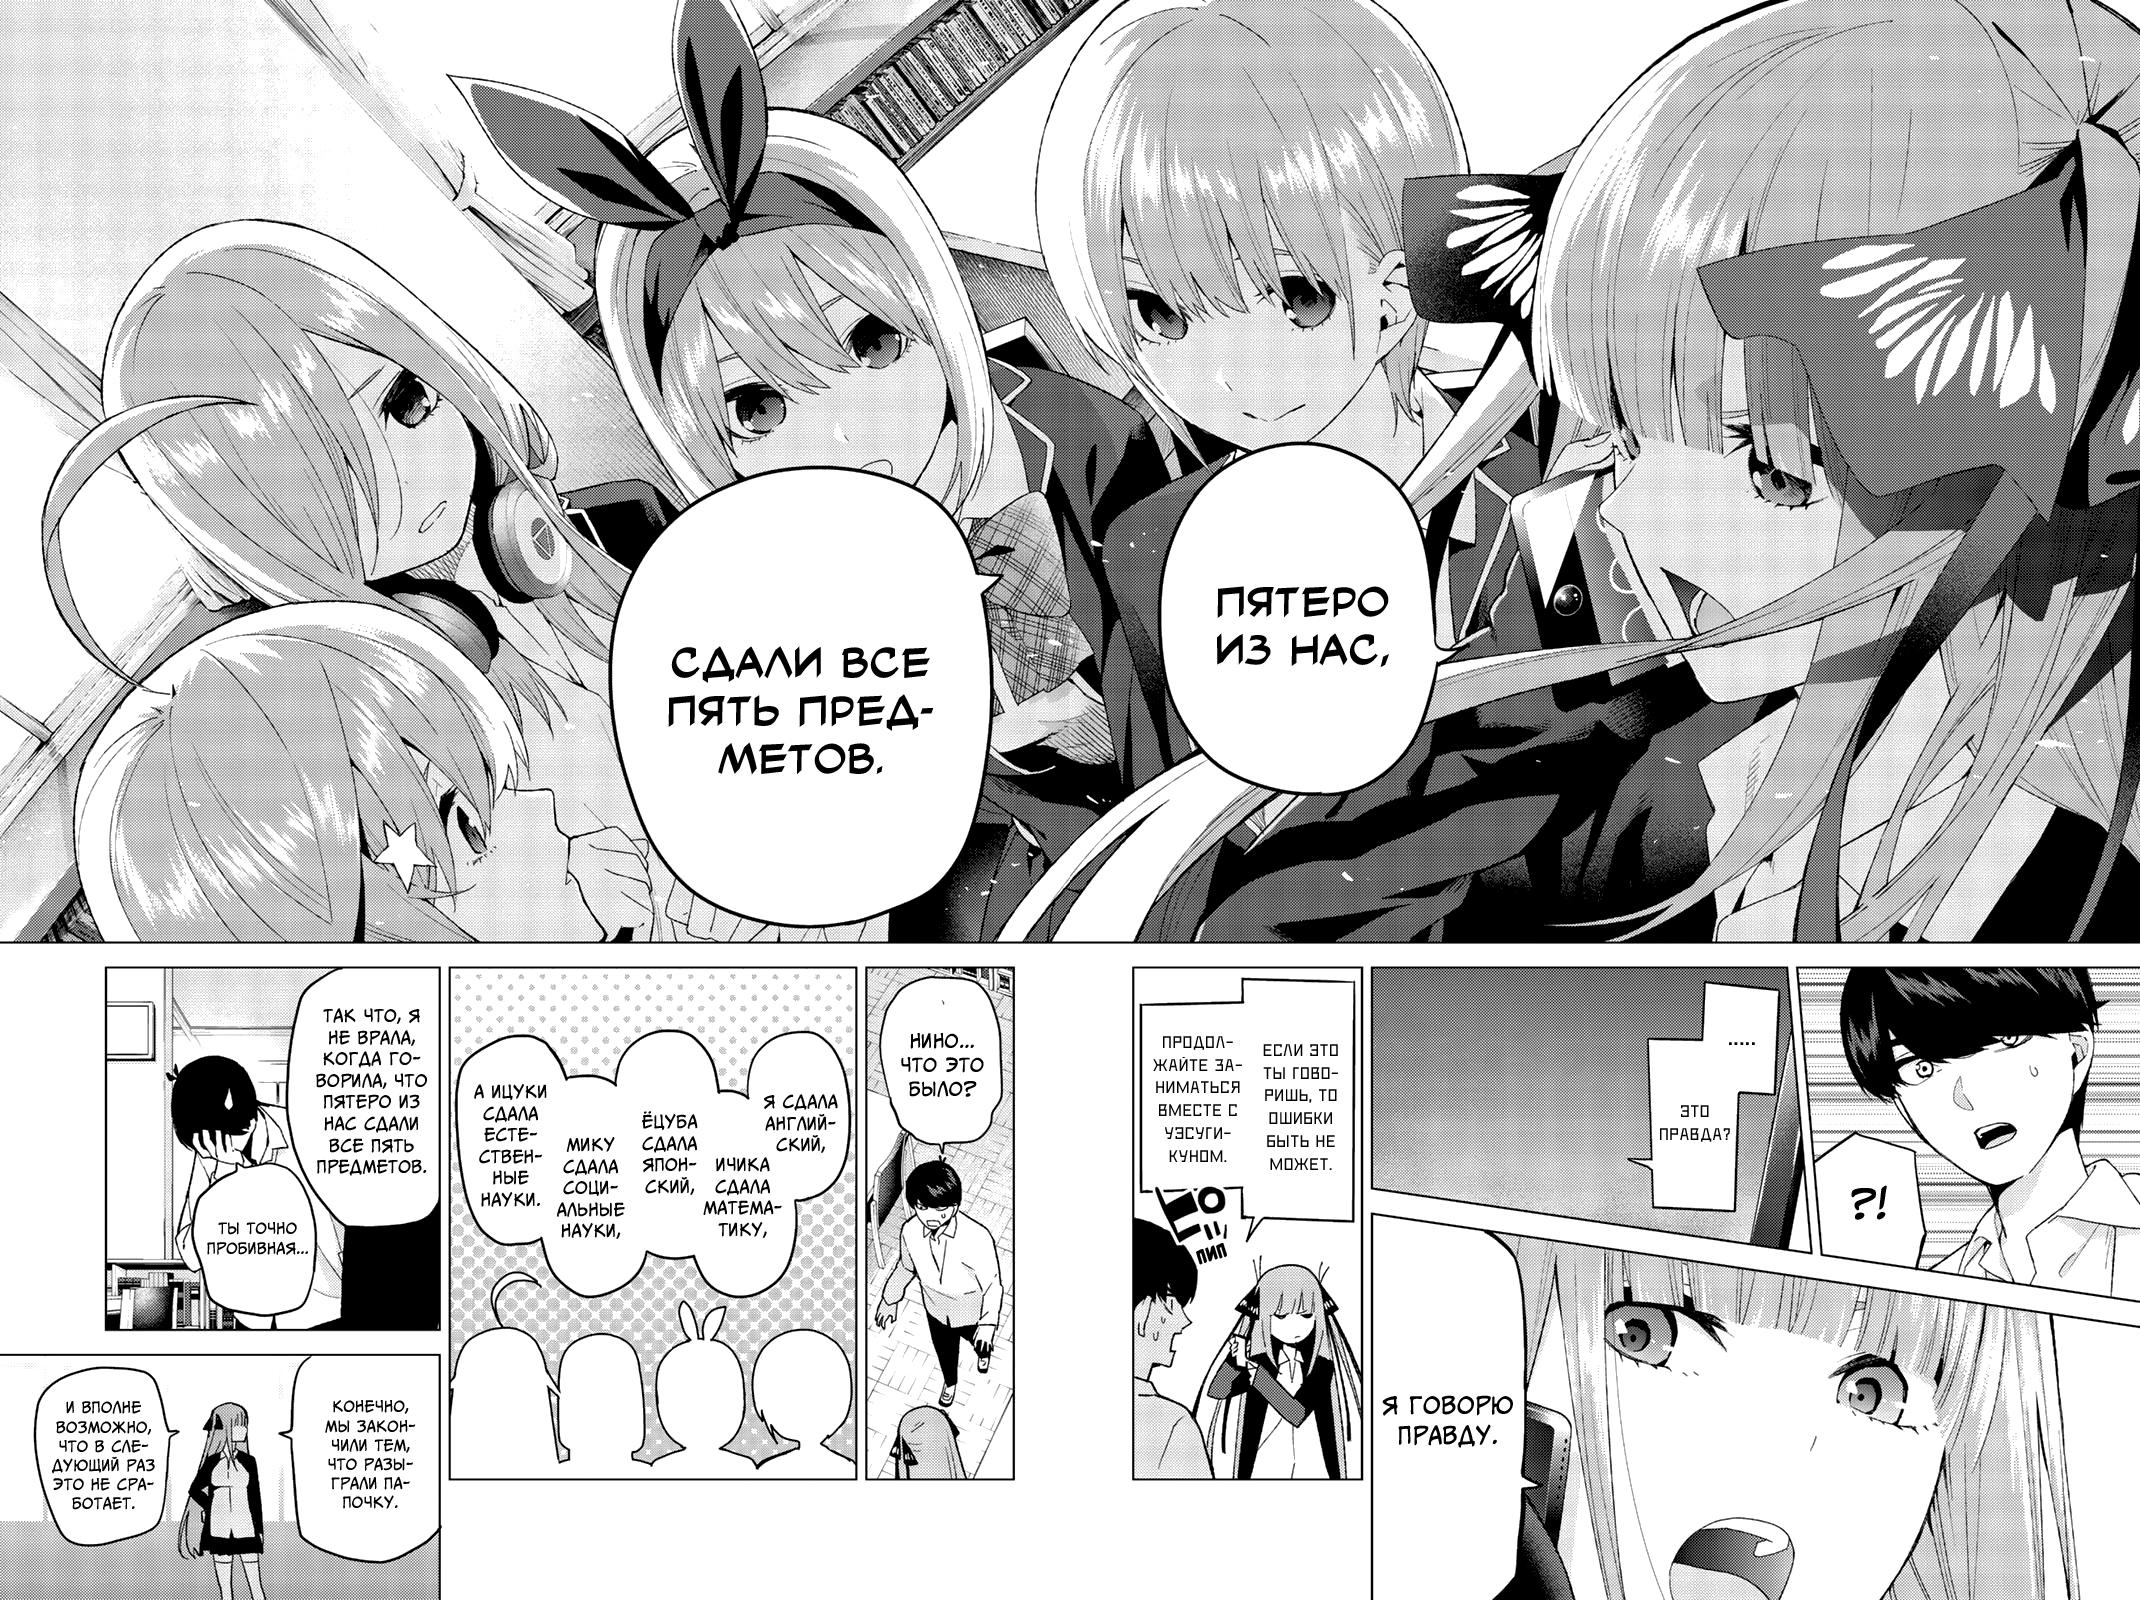 ПЯТЕРО
ИЗ НАС,
СДАЛИ ВСЕ
ПЯТЬ ПРЕД-
МЕТОВ.
?!
.....
ЭТО
ПРАВДА?
Я ГОВОРЮ
ПРАВДУ.
ЕСЛИ ЭТО
ТЫ ГОВО-
РИШЬ, ТО
ОШИБКИ
БЫТЬ НЕ
МОЖЕТ.
ПРОДОЛ-
ЖАЙТЕ ЗА-
НИМАТЬСЯ
ВМЕСТЕ С
УЭСУГИ-
КУНОМ.
ピッ
ПИП
НИНО...
ЧТО ЭТО
БЫЛО?
Я СДАЛА
АНГЛИЙ-
СКИЙ,
ИЧИКА
СДАЛА
МАТЕМА-
ТИКУ,
ЁЦУБА
СДАЛА
ЯПОН-
СКИЙ,
МИКУ
СДАЛА
СОЦИ-
АЛЬНЫЕ
НАУКИ,
А ИЦУКИ
СДАЛА
ЕСТЕ-
СТВЕН-
НЫЕ
НАУКИ.
ТАК ЧТО, Я
НЕ ВРАЛА,
КОГДА ГО-
ВОРИЛА, ЧТО
ПЯТЕРО ИЗ
НАС СДАЛИ
ВСЕ ПЯТЬ
ПРЕДМЕТОВ.
ТЫ ТОЧНО
ПРОБИВНАЯ...
КОНЕЧНО,
МЫ ЗАКОН-
ЧИЛИ ТЕМ,
ЧТО РАЗЫ-
ГРАЛИ ПА-
ПОЧКУ.
И ВПОЛНЕ
ВОЗМОЖНО,
ЧТО В СЛЕ-
ДУЮЩИЙ РАЗ
ЭТО НЕ СРА-
БОТАЕТ.